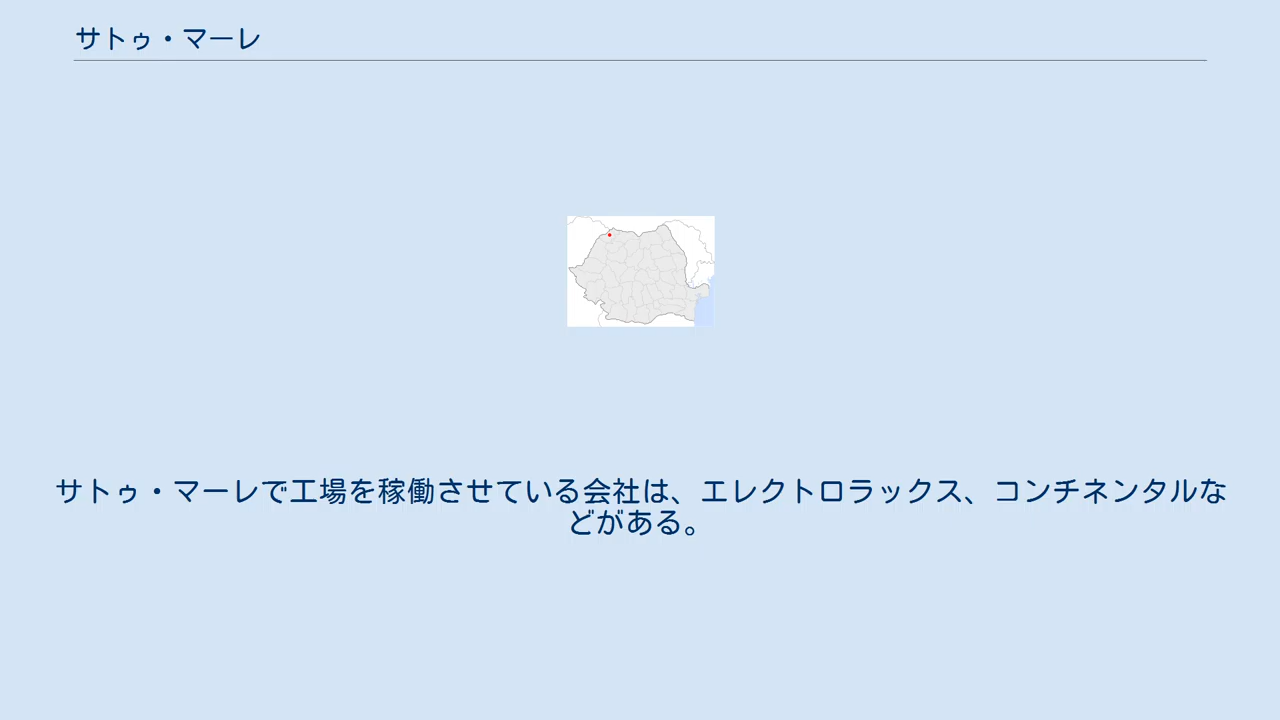 サトゥ・マーレ
サトゥ・マーレで工場を稼働させている会社は、エレクトロラックス、コンチネンタルな
どがある。